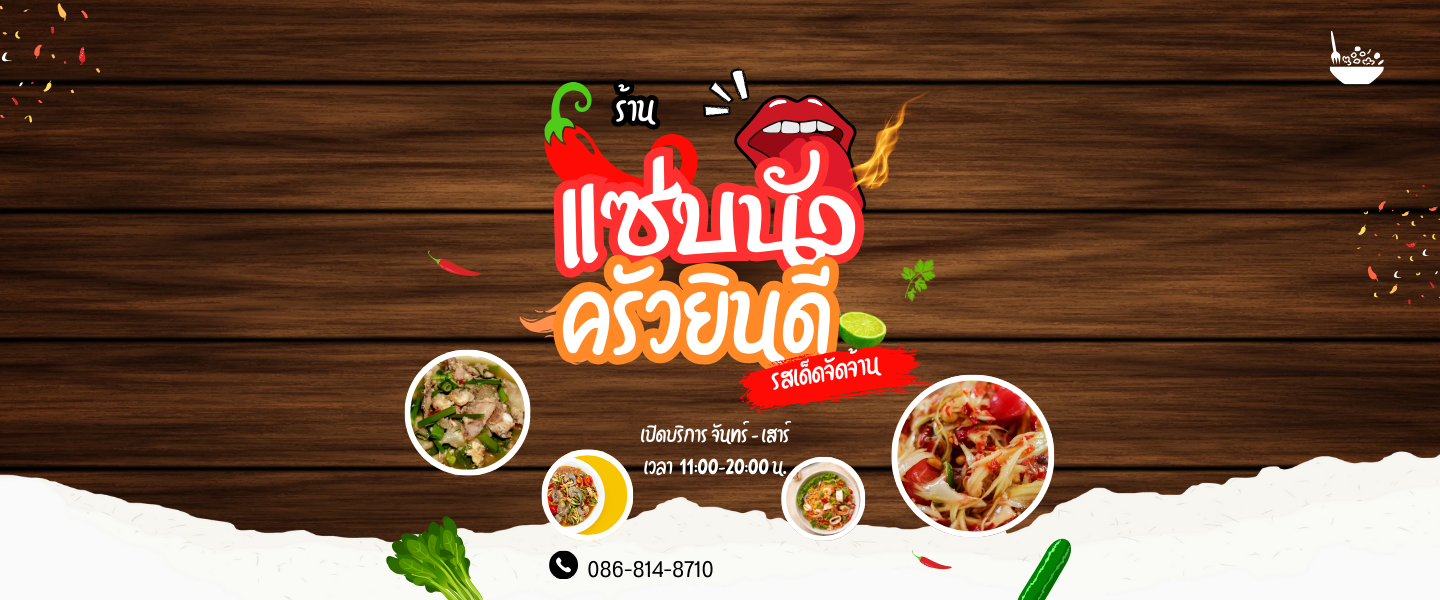 ร้าน
แซ่บนัว
ครัวยินดี
รสเด็ดจัดจ้าน
เปิดบริการ จันทร์ - เสาร์
เวลา 11:00-20:00 น.
086-814-8710